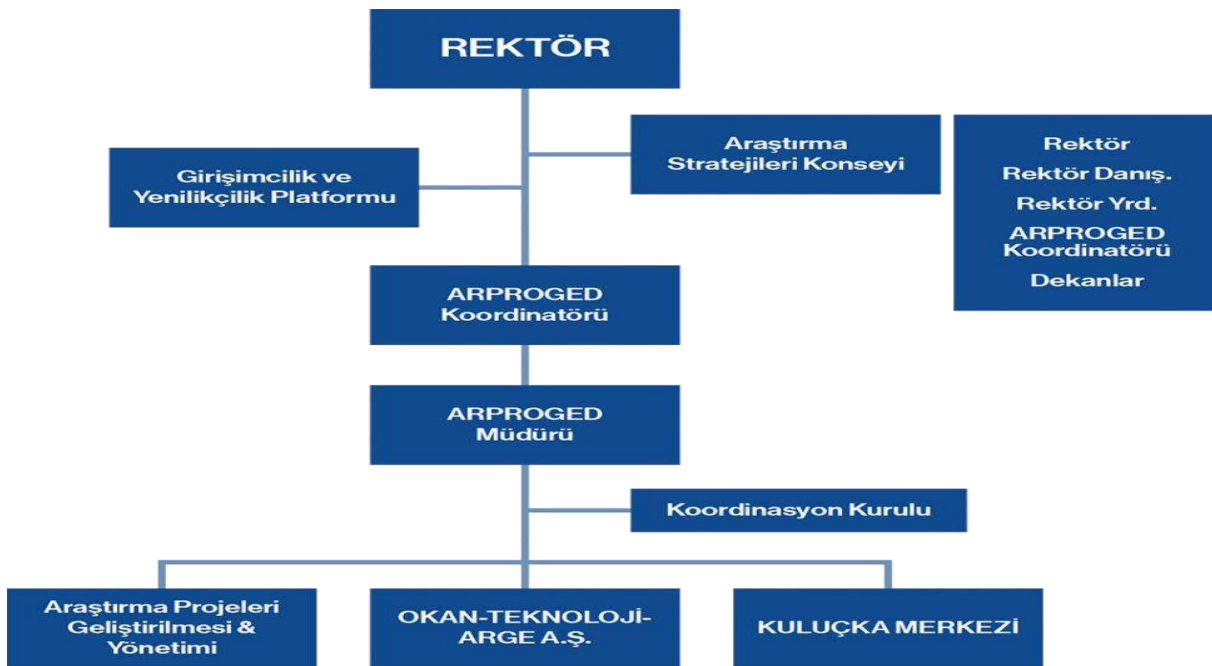 REKTÖR
Araştırma
Stratejileri Konseyi
Rektör
Rektör Danış.
Rektör Yrd.
ARPROGED
Koordinatörü
Dekanlar
Girişimcilik ve
Yenilikçilik Platformu
ARPROGED
Koordinatörü
ARPROGED
Müdürü
Koordinasyon Kurulu
Araştırma Projeleri
Geliştirilmesi &
Yönetimi
OKAN-TEKNOLOJİ-
ARGE A.Ş.
KULUÇKA MERKEZİ